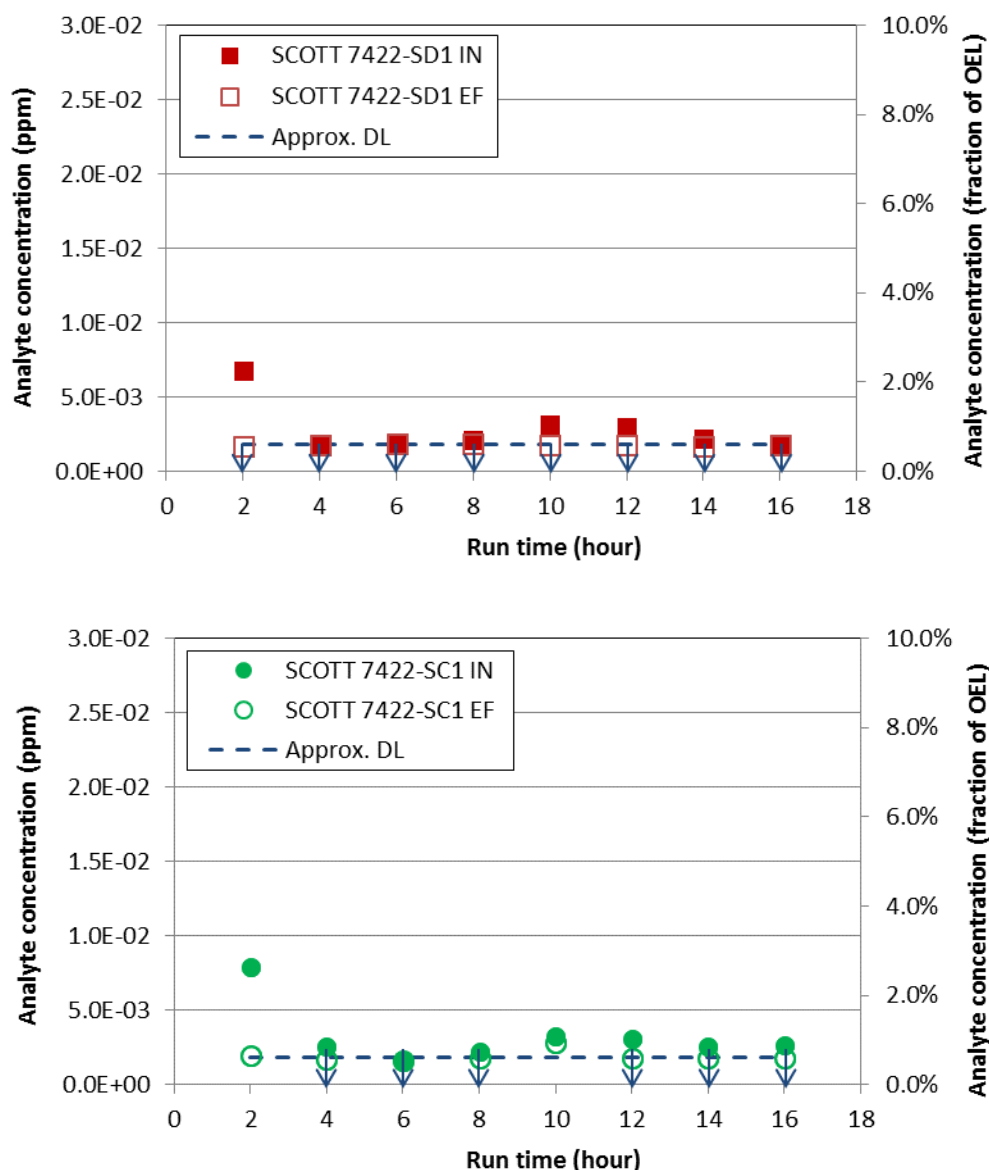 3.0E-02
2.5E-02
2.0E-02
1.5E-02
1.0E-02
5.0E-03
0.0E+00
Analyte concentration (ppm)
SCOTT 7422-SD1 IN
SCOTT 7422-SD1 EF
Approx. DL
10.0%
8.0%
6.0%
4.0%
2.0%
0.0%
Analyte concentration (fraction of OEL)
0 2 4 6 8 10 12 14 16 18
Run time (hour)
3.0E-02
2.5E-02
2.0E-02
1.5E-02
1.0E-02
5.0E-03
0.0E+00
Analyte concentration (ppm)
SCOTT 7422-SC1 IN
SCOTT 7422-SC1 EF
Approx. DL
10.0%
8.0%
6.0%
4.0%
2.0%
0.0%
Analyte concentration (fraction of OEL)
0 2 4 6 8 10 12 14 16 18
Run time (hour)